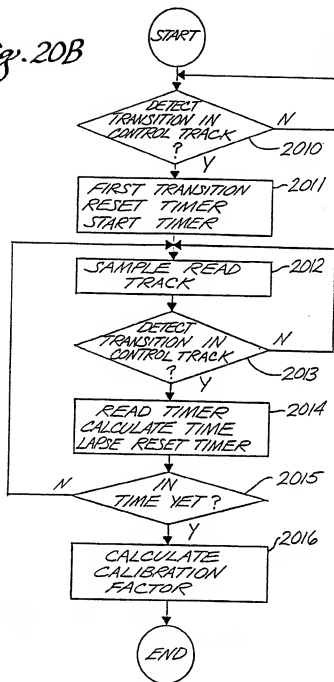 Fig. 20B
START
DETECT
TRANSITION IN
CONTROL TRACK
?
N
2010
Y
2011
FIRST TRANSITION
RESET TIMER
START TIMER
2012
SAMPLE READ
TRACK
DETECT
TRANSITION IN
CONTROL TRACK
?
N
2013
Y
2014
READ TIMER
CALCULATE TIME
LAPSE RESET TIMER
N
2015
IN
TIME YET?
Y
2016
CALCULATE
CALIBRATION
FACTOR
END